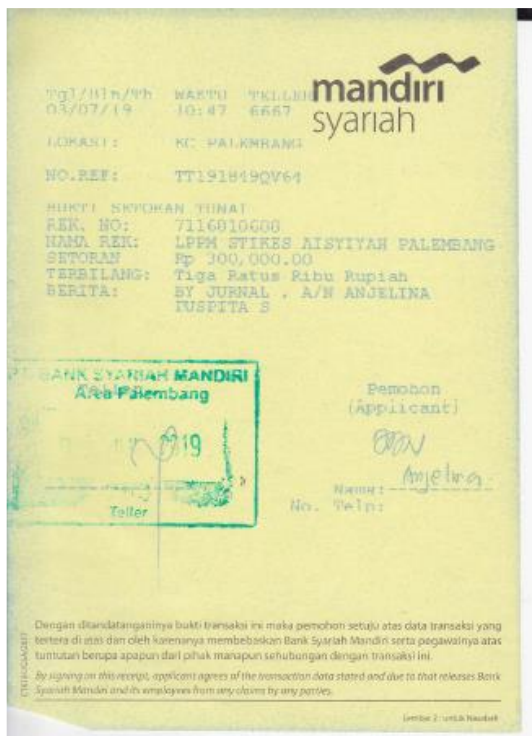 mandiri
syariah
Tgl/Bln/Th WAKTU TELLER
03/07/19 10:47 6667
LOKASI: KC PALEMBANG
NO.REF: TT191849QV64
BUKTI SETORAN TUNAI
REK. NO: 7116810608
NAMA REK: LPPM STIKES AISYIYAH PALEMBANG
SETORAN Rp 300,000.00
TERBILANG: Tiga Ratus Ribu Rupiah
BERITA: BY JURNAL . A/N ANJELINA
PUSPITA S
BANK SYARIAH MANDIRI
Area Palembang
2019
Teller
Pemohon
(Applicant)
Anjelina
Nama:
No. Telp:
Dengan ditandatanganinya bukti transaksi ini maka pemohon setuju atas data transaksi yang
tertera di atas dan oleh karenanya membebaskan Bank Syariah Mandiri serta pegawainya atas
tuntutan berupa apapun dari pihak manapun sehubungan dengan transaksi ini.
By signing on this receipt, applicant agrees of the transaction data stated and due to that releases Bank
Syariah Mandiri and its employees from any claims by any parties.
Lembar 2 : untuk Nasabah